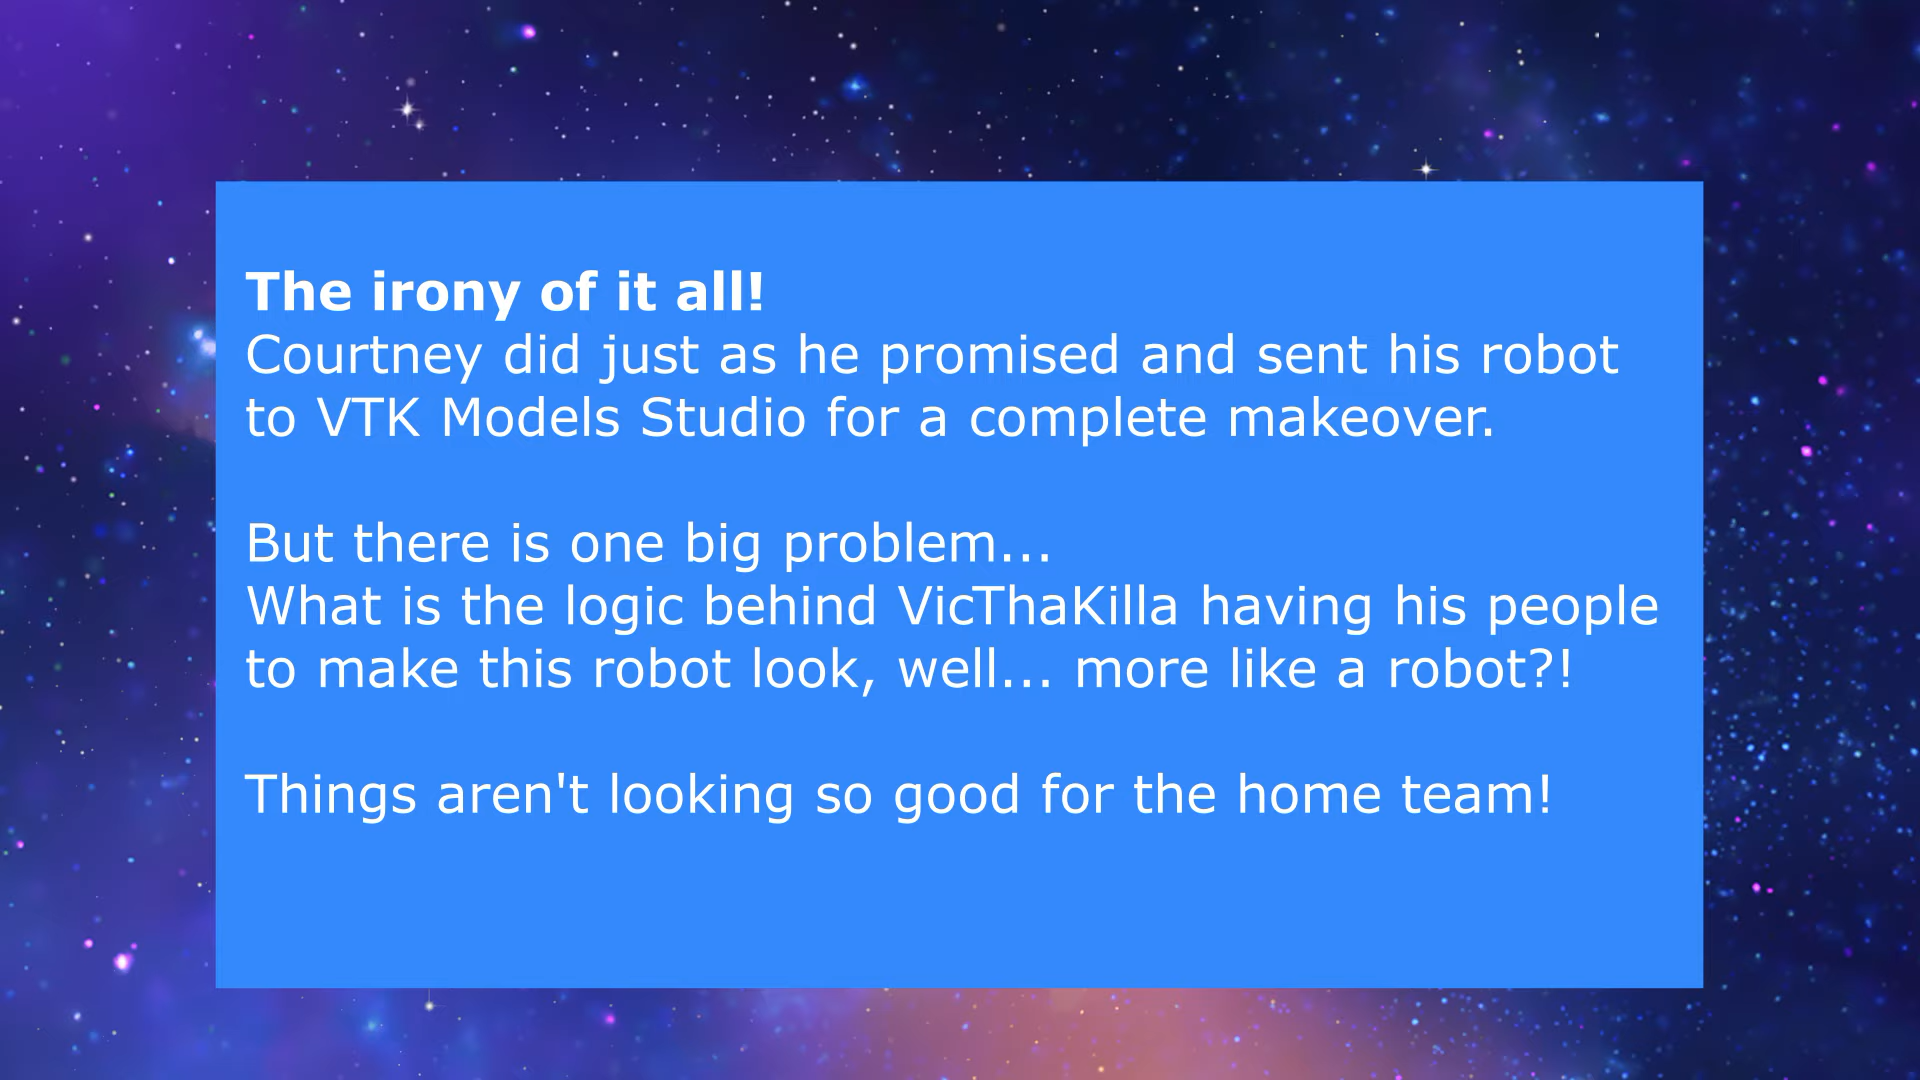 The irony of it all!
Courtney did just as he promised and sent his robot
to VTK Models Studio for a complete makeover.
But there is one big problem...
What is the logic behind VicThaKilla having his people
to make this robot look, well... more like a robot?!
Things aren't looking so good for the home team!